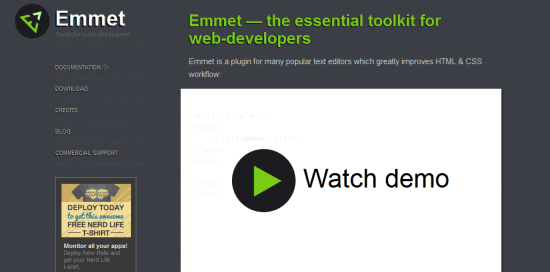 Emmet
Tools for web-developers
DOCUMENTATION
DOWNLOAD
CREDITS
BLOG
COMMERCIAL SUPPORT
DEPLOY TODAY
to get this awesome
FREE NERD LIFE
T-SHIRT
Monitor all your apps!
Deploy New Relic and
get your Nerd Life
t-shirt.
Emmet — the essential toolkit for
web-developers
Emmet is a plugin for many popular text editors which greatly improves HTML & CSS
workflow:
Watch demo